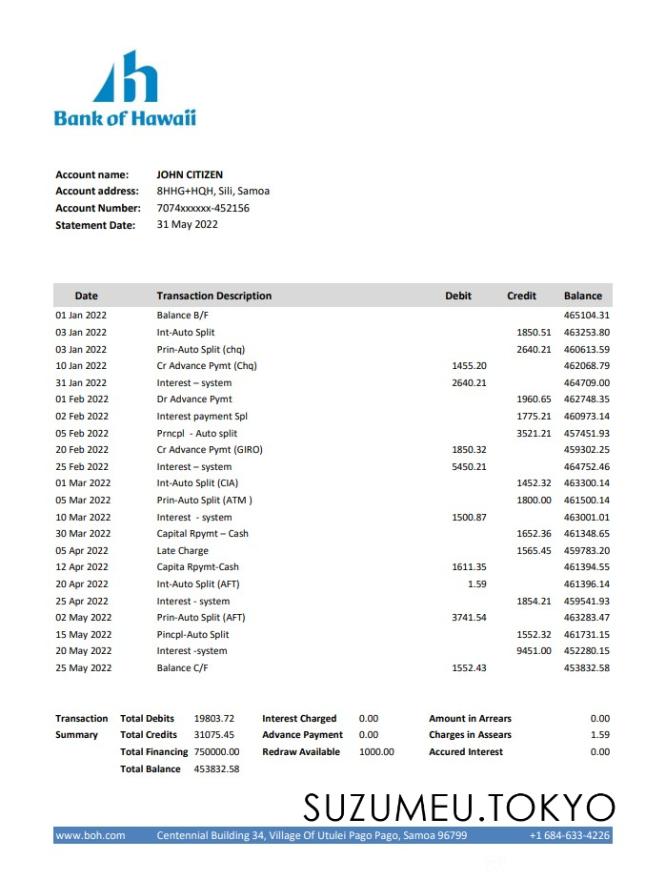 Bank of Hawaii
Account name: JOHN CITIZEN
Account address: 8HHG+HQH, Sili, Samoa
Account Number: 7074xxxxxx-452156
Statement Date: 31 May 2022
Date Transaction Description Debit Credit Balance
01 Jan 2022 Balance B/F 465104.31
03 Jan 2022 Int-Auto Split 1850.51 463253.80
03 Jan 2022 Prin-Auto Split (chq) 2640.21 460613.59
10 Jan 2022 Cr Advance Pymt (Chq) 1455.20 462068.79
31 Jan 2022 Interest – system 2640.21 464709.00
01 Feb 2022 Dr Advance Pymt 1960.65 462748.35
02 Feb 2022 Interest payment Spl 1775.21 460973.14
05 Feb 2022 Prncpl - Auto split 3521.21 457451.93
20 Feb 2022 Cr Advance Pymt (GIRO) 1850.32 459302.25
25 Feb 2022 Interest – system 5450.21 464752.46
01 Mar 2022 Int-Auto Split (CIA) 1452.32 463300.14
05 Mar 2022 Prin-Auto Split (ATM ) 1800.00 461500.14
10 Mar 2022 Interest - system 1500.87 463001.01
30 Mar 2022 Capital Rpymt – Cash 1652.36 461348.65
05 Apr 2022 Late Charge 1565.45 459783.20
12 Apr 2022 Capita Rpymt-Cash 1611.35 461394.55
20 Apr 2022 Int-Auto Split (AFT) 1.59 461396.14
25 Apr 2022 Interest - system 1854.21 459541.93
02 May 2022 Prin-Auto Split (AFT) 3741.54 463283.47
15 May 2022 Pincpl-Auto Split 1552.32 461731.15
20 May 2022 Interest -system 9451.00 452280.15
25 May 2022 Balance C/F 1552.43 453832.58
Transaction Total Debits 19803.72 Interest Charged 0.00 Amount in Arrears 0.00
Summary Total Credits 31075.45 Advance Payment 0.00 Charges in Assears 1.59
Total Financing 750000.00 Redraw Available 1000.00 Accured Interest 0.00
Total Balance 453832.58
SUZUMEU.TOKYO
www.boh.com Centennial Building 34, Village Of Utulei Pago Pago, Samoa 96799 +1 684-633-4226